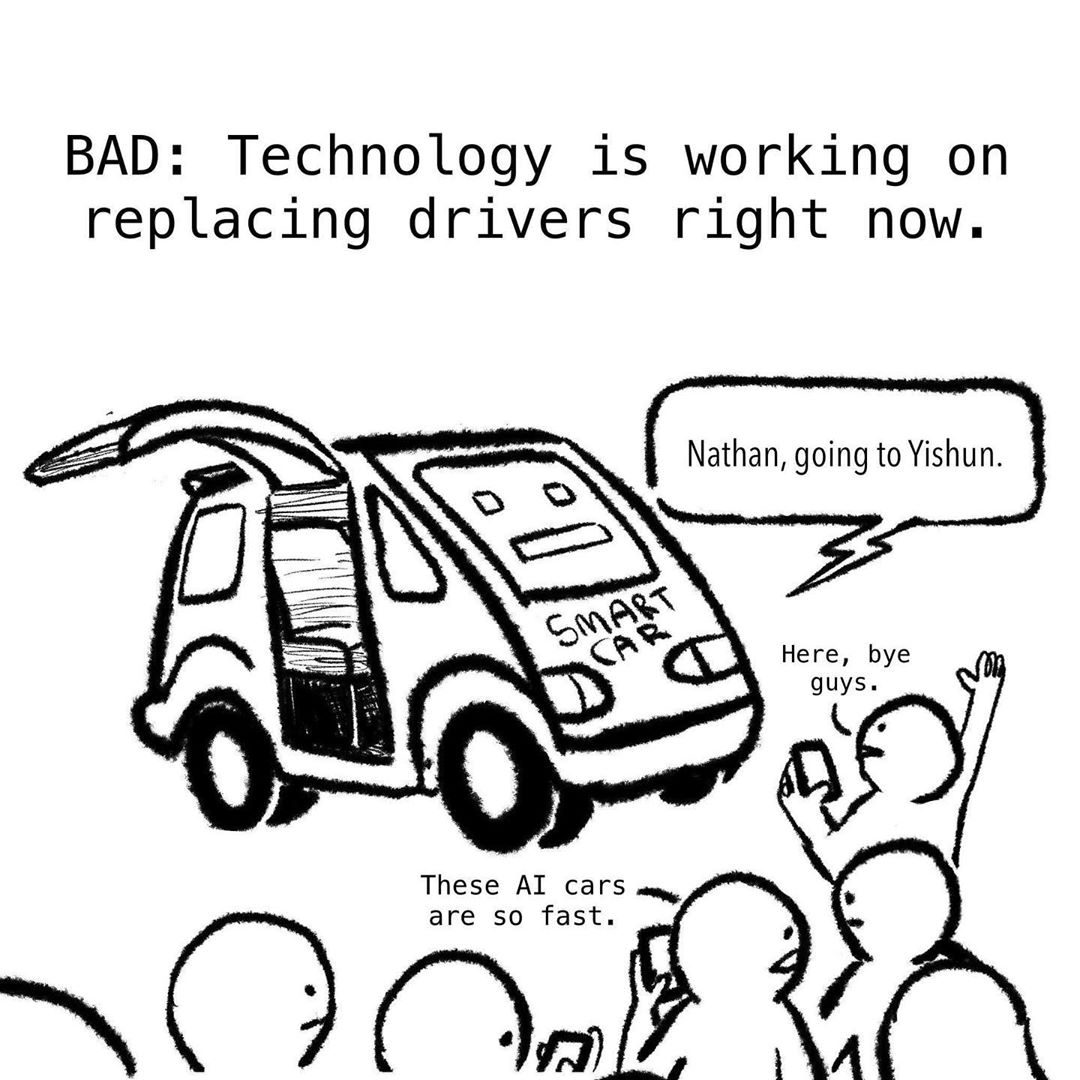 BAD: Technology is working on
replacing drivers right now.
Nathan, going to Yishun.
SMART
CAR
Here, bye
guys.
These AI cars
are so fast.